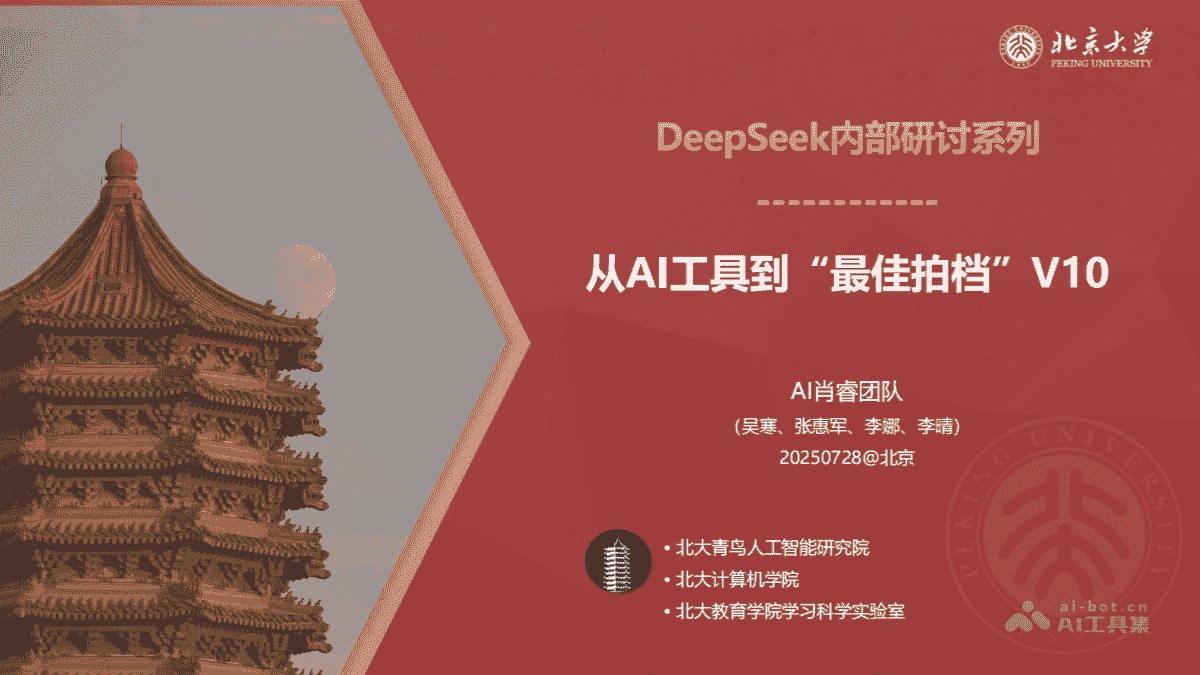 北京大学
PEKING UNIVERSITY
DeepSeek内部研讨系列
------------
从AI工具到“最佳拍档”V10
AI肖睿团队
（吴寒、张惠军、李娜、李晴）
20250728@北京
• 北大青鸟人工智能研究院
• 北大计算机学院
• 北大教育学院学习科学实验室
PEKING UNIVERSITY
ai-bot.cn
AI工具集